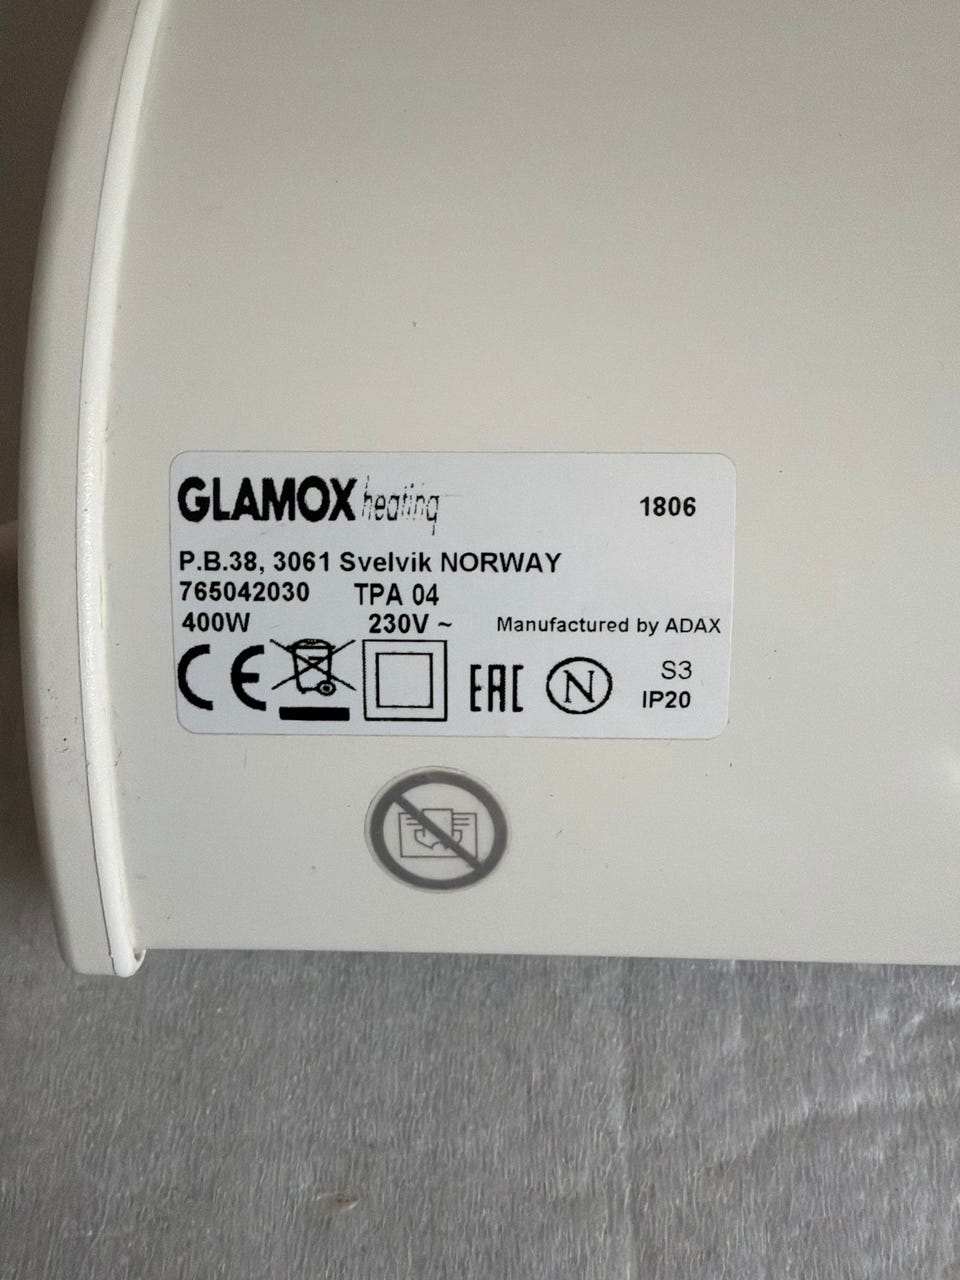 GLAMOX heating 1806
P.B.38, 3061 Svelvik NORWAY
765042030 TPA 04
400W 230V ~ Manufactured by ADAX
CE EAC N S3
IP20